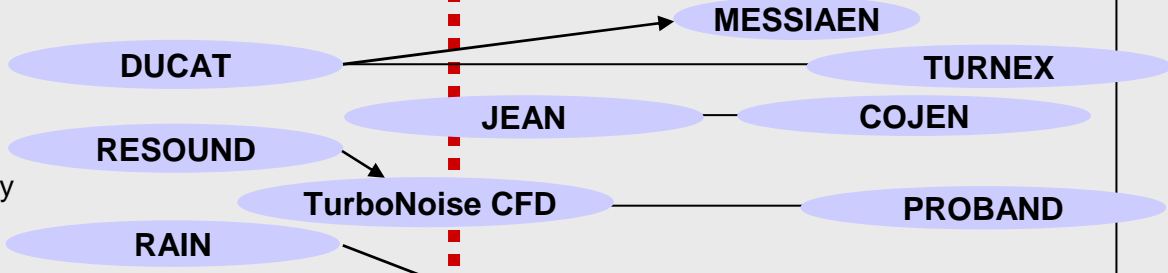 MESSIAEN
DUCAT
TURNEX
JEAN
COJEN
RESOUND
y
TurboNoise CFD
PROBAND
RAIN